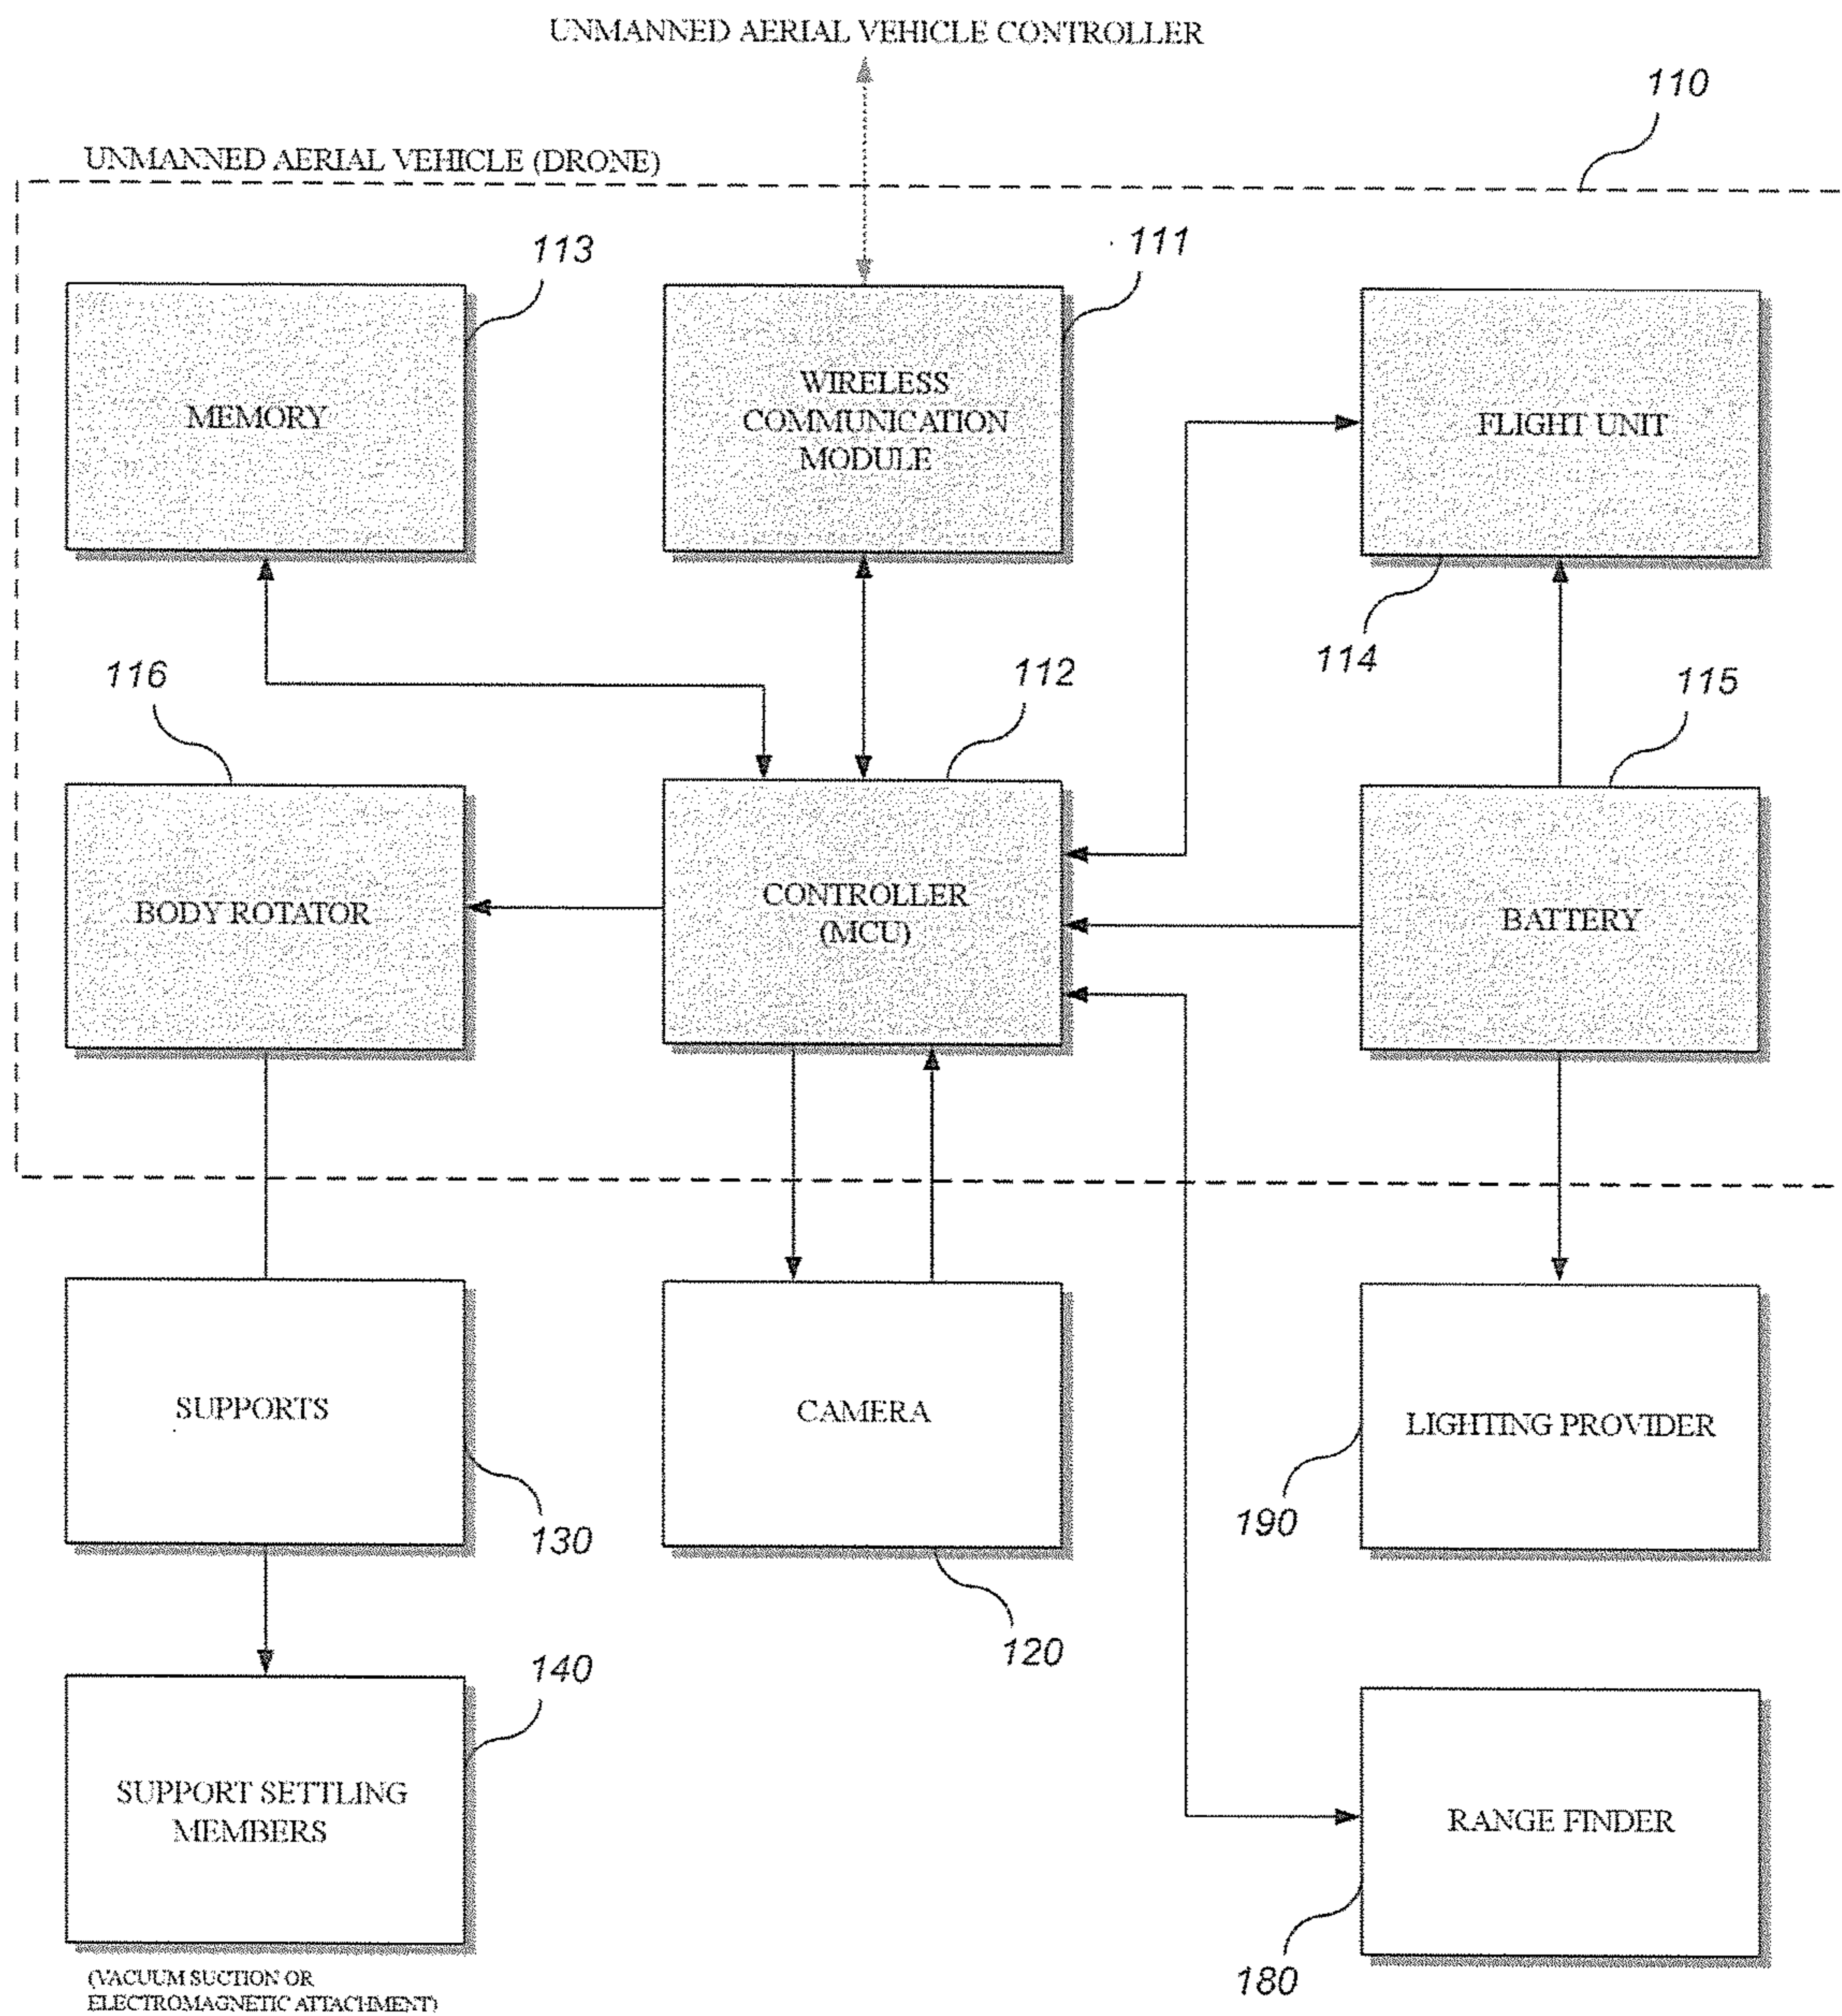 UNMANNED AERIAL VEHICLE CONTROLLER
110
UNMANNED AERIAL VEHICLE (DRONE)
113
111
MEMORY
WIRELESS
COMMUNICATION
MODULE
FLIGHT UNIT
114
116
112
115
BODY ROTATOR
CONTROLLER
(MCU)
BATTERY
SUPPORTS
CAMERA
LIGHTING PROVIDER
130
120
190
140
SUPPORT SETTLING
MEMBERS
RANGE FINDER
180
(VACUUM SUCTION OR
ELECTROMAGNETIC ATTACHMENT)